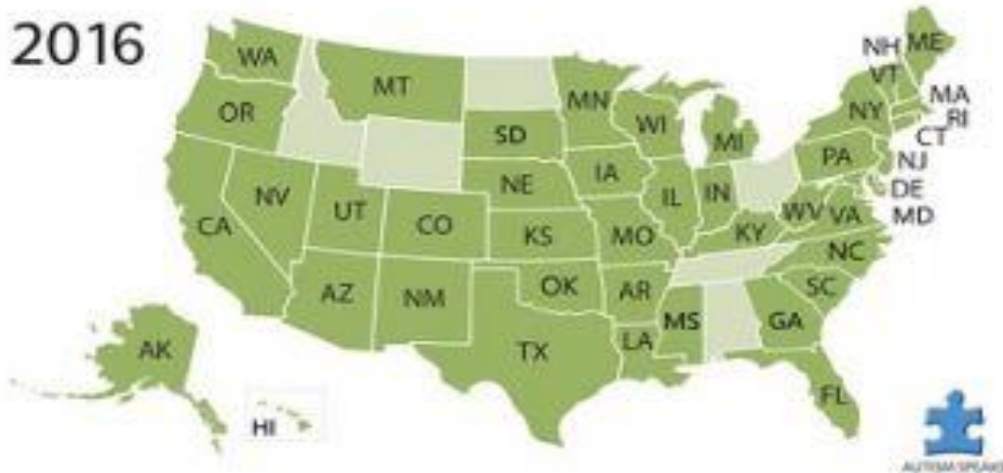 2016
WA
MT
OR
SD
MN
WI
MI
NH
ME
VT
NY
MA
RI
CT
PA
NJ
DE
MD
NV
UT
CO
NE
IA
IL
IN
CA
KS
MO
KY
WV
VA
NC
AZ
NM
OK
AR
SC
MS
GA
TX
LA
FL
AK
HI
AUTISM SPEAKS